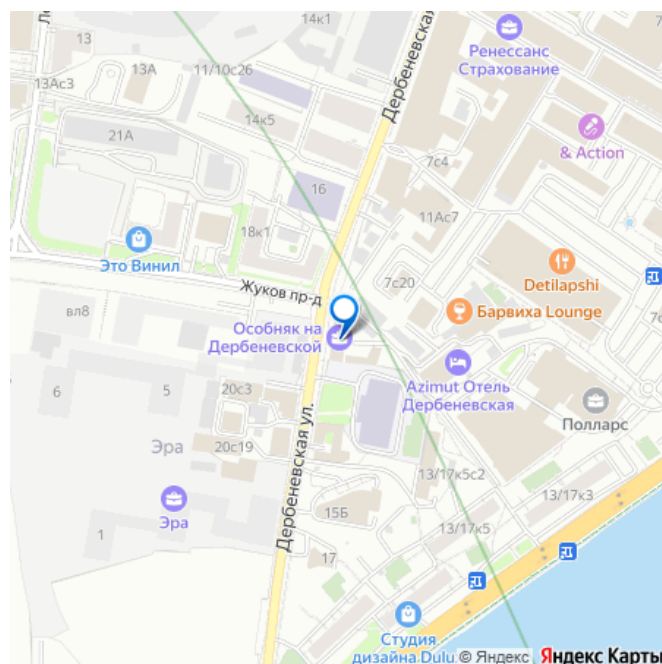 13
13Ас3
13А
11/10с26
Дербеневская
Ренессанс
Страхование
14к5
21А
16
& Action
7с4
11Ас7
18к1
Это Винил
Жуков пр-д
7с20
Detilapshi
вл8
Барвиха Lounge
Особняк на
Дербеневской
Azimut Отель
Дербеневская
6
5
20с3
Полларс
20с19
Эра
Дербеневская ул.
13/17к5с2
13/17к3
Эра
15Б
13/17к5
1
17
Студия
дизайна Dulu
© Яндекс Яндекс Карты